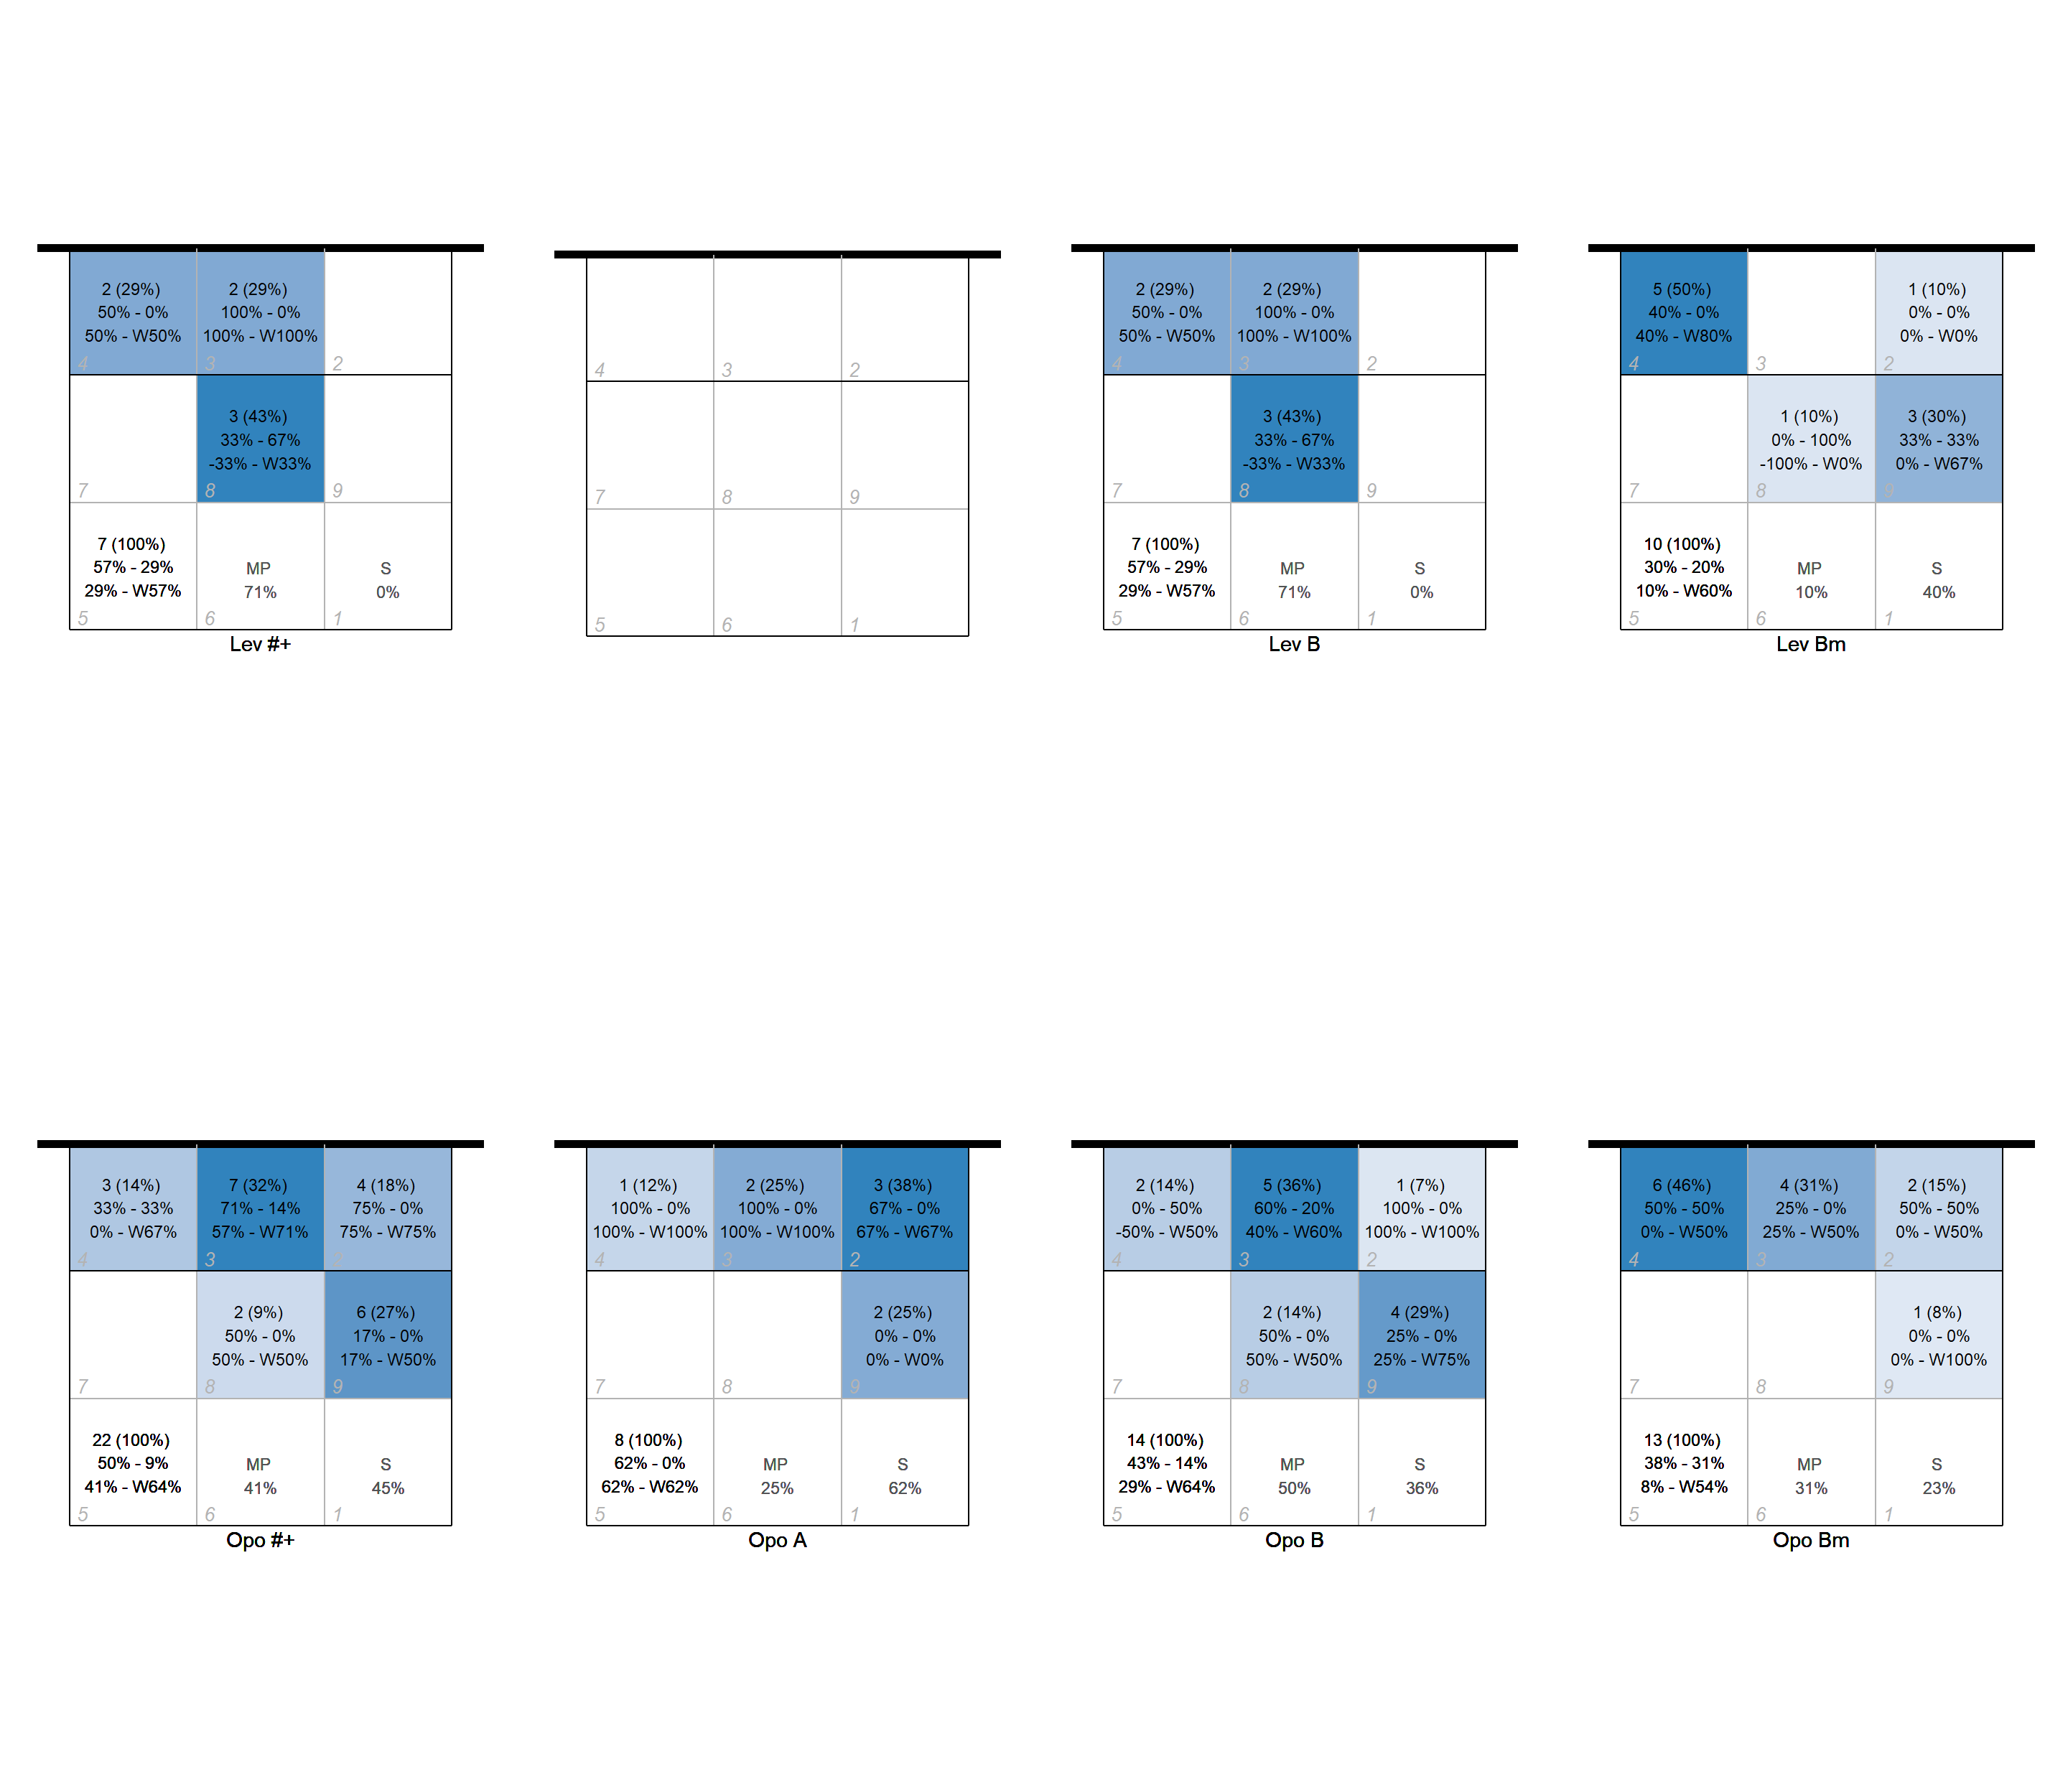 2 (29%)
50% - 0%
50% - W50%
4
2 (29%)
100% - 0%
100% - W100%
3
2
7
3 (43%)
33% - 67%
-33% - W33%
8
9
7 (100%)
57% - 29%
29% - W57%
5
MP
71%
6
S
0%
1
Lev #+
4
3
2
7
8
9
5
6
1
2 (29%)
50% - 0%
50% - W50%
4
2 (29%)
100% - 0%
100% - W100%
3
2
7
3 (43%)
33% - 67%
-33% - W33%
8
9
7 (100%)
57% - 29%
29% - W57%
5
MP
71%
6
S
0%
1
Lev B
5 (50%)
40% - 0%
40% - W80%
4
3
1 (10%)
0% - 0%
0% - W0%
2
7
1 (10%)
0% - 100%
-100% - W0%
8
3 (30%)
33% - 33%
0% - W67%
9
10 (100%)
30% - 20%
10% - W60%
5
MP
10%
6
S
40%
1
Lev Bm
3 (14%)
33% - 33%
0% - W67%
4
7 (32%)
71% - 14%
57% - W71%
3
4 (18%)
75% - 0%
75% - W75%
2
7
2 (9%)
50% - 0%
50% - W50%
8
6 (27%)
17% - 0%
17% - W50%
9
22 (100%)
50% - 9%
41% - W64%
5
MP
41%
6
S
45%
1
Opo #+
1 (12%)
100% - 0%
100% - W100%
4
2 (25%)
100% - 0%
100% - W100%
3
3 (38%)
67% - 0%
67% - W67%
2
7
8
2 (25%)
0% - 0%
0% - W0%
9
8 (100%)
62% - 0%
62% - W62%
5
MP
25%
6
S
62%
1
Opo A
2 (14%)
0% - 50%
-50% - W50%
4
5 (36%)
60% - 20%
40% - W60%
3
1 (7%)
100% - 0%
100% - W100%
2
7
2 (14%)
50% - 0%
50% - W50%
8
4 (29%)
25% - 0%
25% - W75%
9
14 (100%)
43% - 14%
29% - W64%
5
MP
50%
6
S
36%
1
Opo B
6 (46%)
50% - 50%
0% - W50%
4
4 (31%)
25% - 0%
25% - W50%
3
2 (15%)
50% - 50%
0% - W50%
2
7
8
1 (8%)
0% - 0%
0% - W100%
9
13 (100%)
38% - 31%
8% - W54%
5
MP
31%
6
S
23%
1
Opo Bm